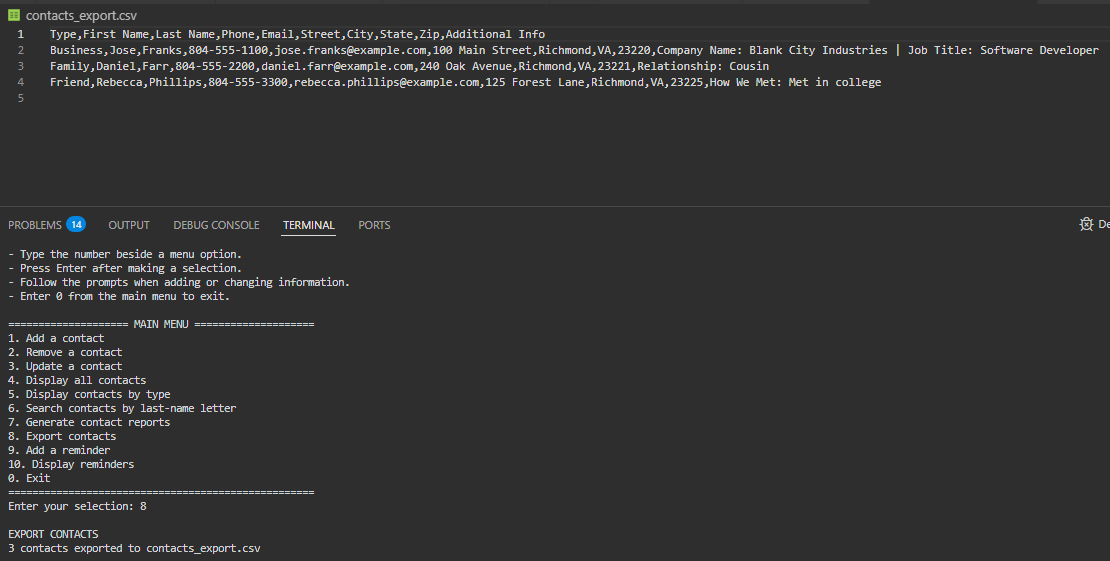 contacts_export.csv
1 Type,First Name,Last Name,Phone,Email,Street,City,State,Zip,Additional Info
2 Business,Jose,Franks,804-555-1100,jose.franks@example.com,100 Main Street,Richmond,VA,23220,Company Name: Blank City Industries | Job Title: Software Developer
3 Family,Daniel,Farr,804-555-2200,daniel.farr@example.com,240 Oak Avenue,Richmond,VA,23221,Relationship: Cousin
4 Friend,Rebecca,Phillips,804-555-3300,rebecca.phillips@example.com,125 Forest Lane,Richmond,VA,23225,How We Met: Met in college
5
PROBLEMS 14 OUTPUT DEBUG CONSOLE TERMINAL PORTS De
- Type the number beside a menu option.
- Press Enter after making a selection.
- Follow the prompts when adding or changing information.
- Enter 0 from the main menu to exit.
==================== MAIN MENU ====================
1. Add a contact
2. Remove a contact
3. Update a contact
4. Display all contacts
5. Display contacts by type
6. Search contacts by last-name letter
7. Generate contact reports
8. Export contacts
9. Add a reminder
10. Display reminders
0. Exit
===================================================
Enter your selection: 8
EXPORT CONTACTS
3 contacts exported to contacts_export.csv